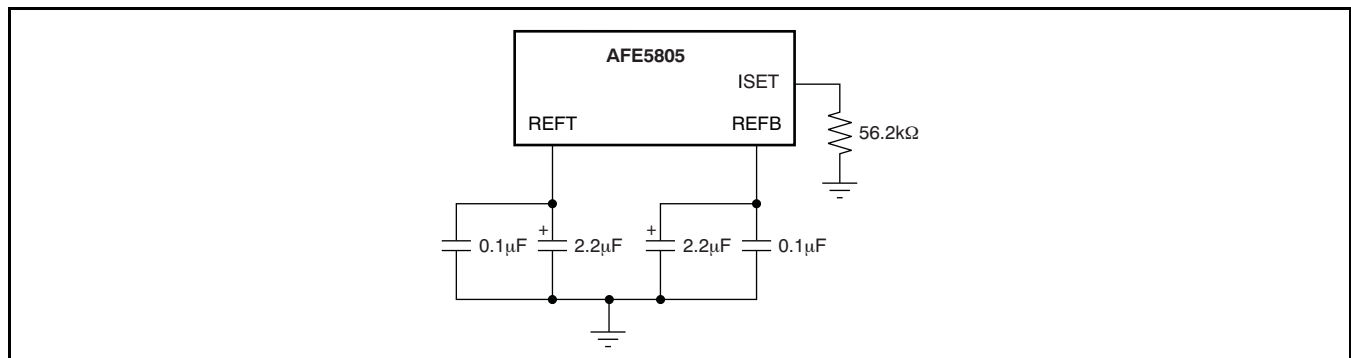 AFE5805
ISET
REFT REFB
56.2kΩ
+ +
0.1μF 2.2μF 2.2μF 0.1μF